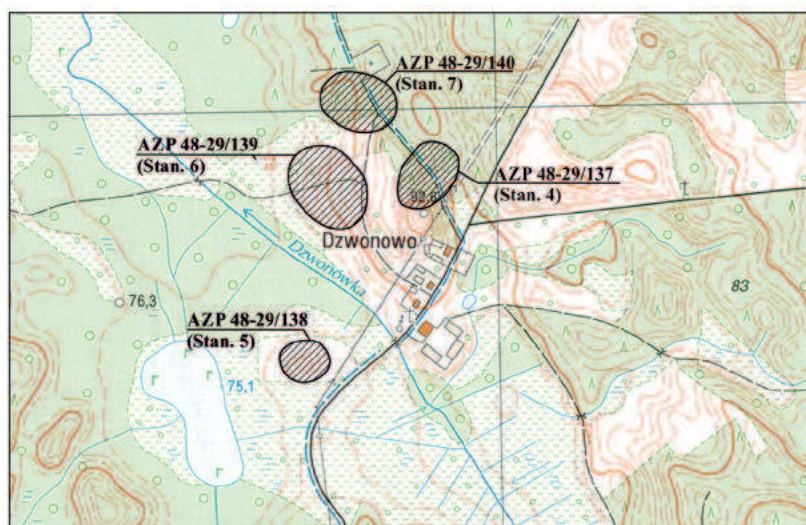 AZP 48-29/140
(Stan. 7)
AZP 48-29/139
(Stan. 6)
AZP 48-29/137
(Stan. 4)
Dzwonowo
Dzwonówka
83
76,3
AZP 48-29/138
(Stan. 5)
75,1
r
r
r
r
r
t